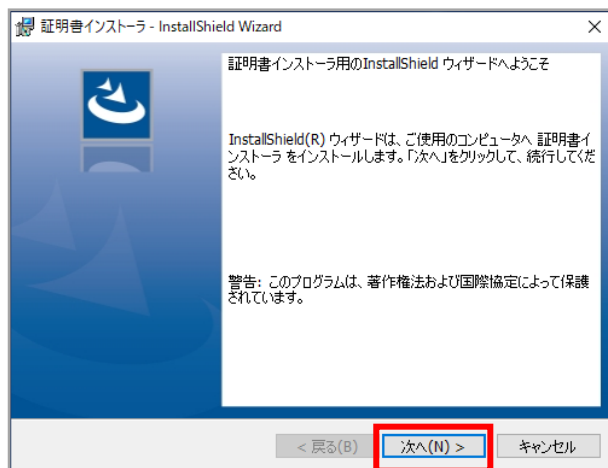 証明書インストーラ - InstallShield Wizard
証明書インストーラ用のInstallShield ウィザードへようこそ
InstallShield(R) ウィザードは、ご使用のコンピュータへ 証明書イ
ンストーラ をインストールします。「次へ」をクリックして、続行してくだ
さい。
警告: このプログラムは、著作権法および国際協定によって保護
されています。
< 戻る(B)
次へ(N) >
キャンセル